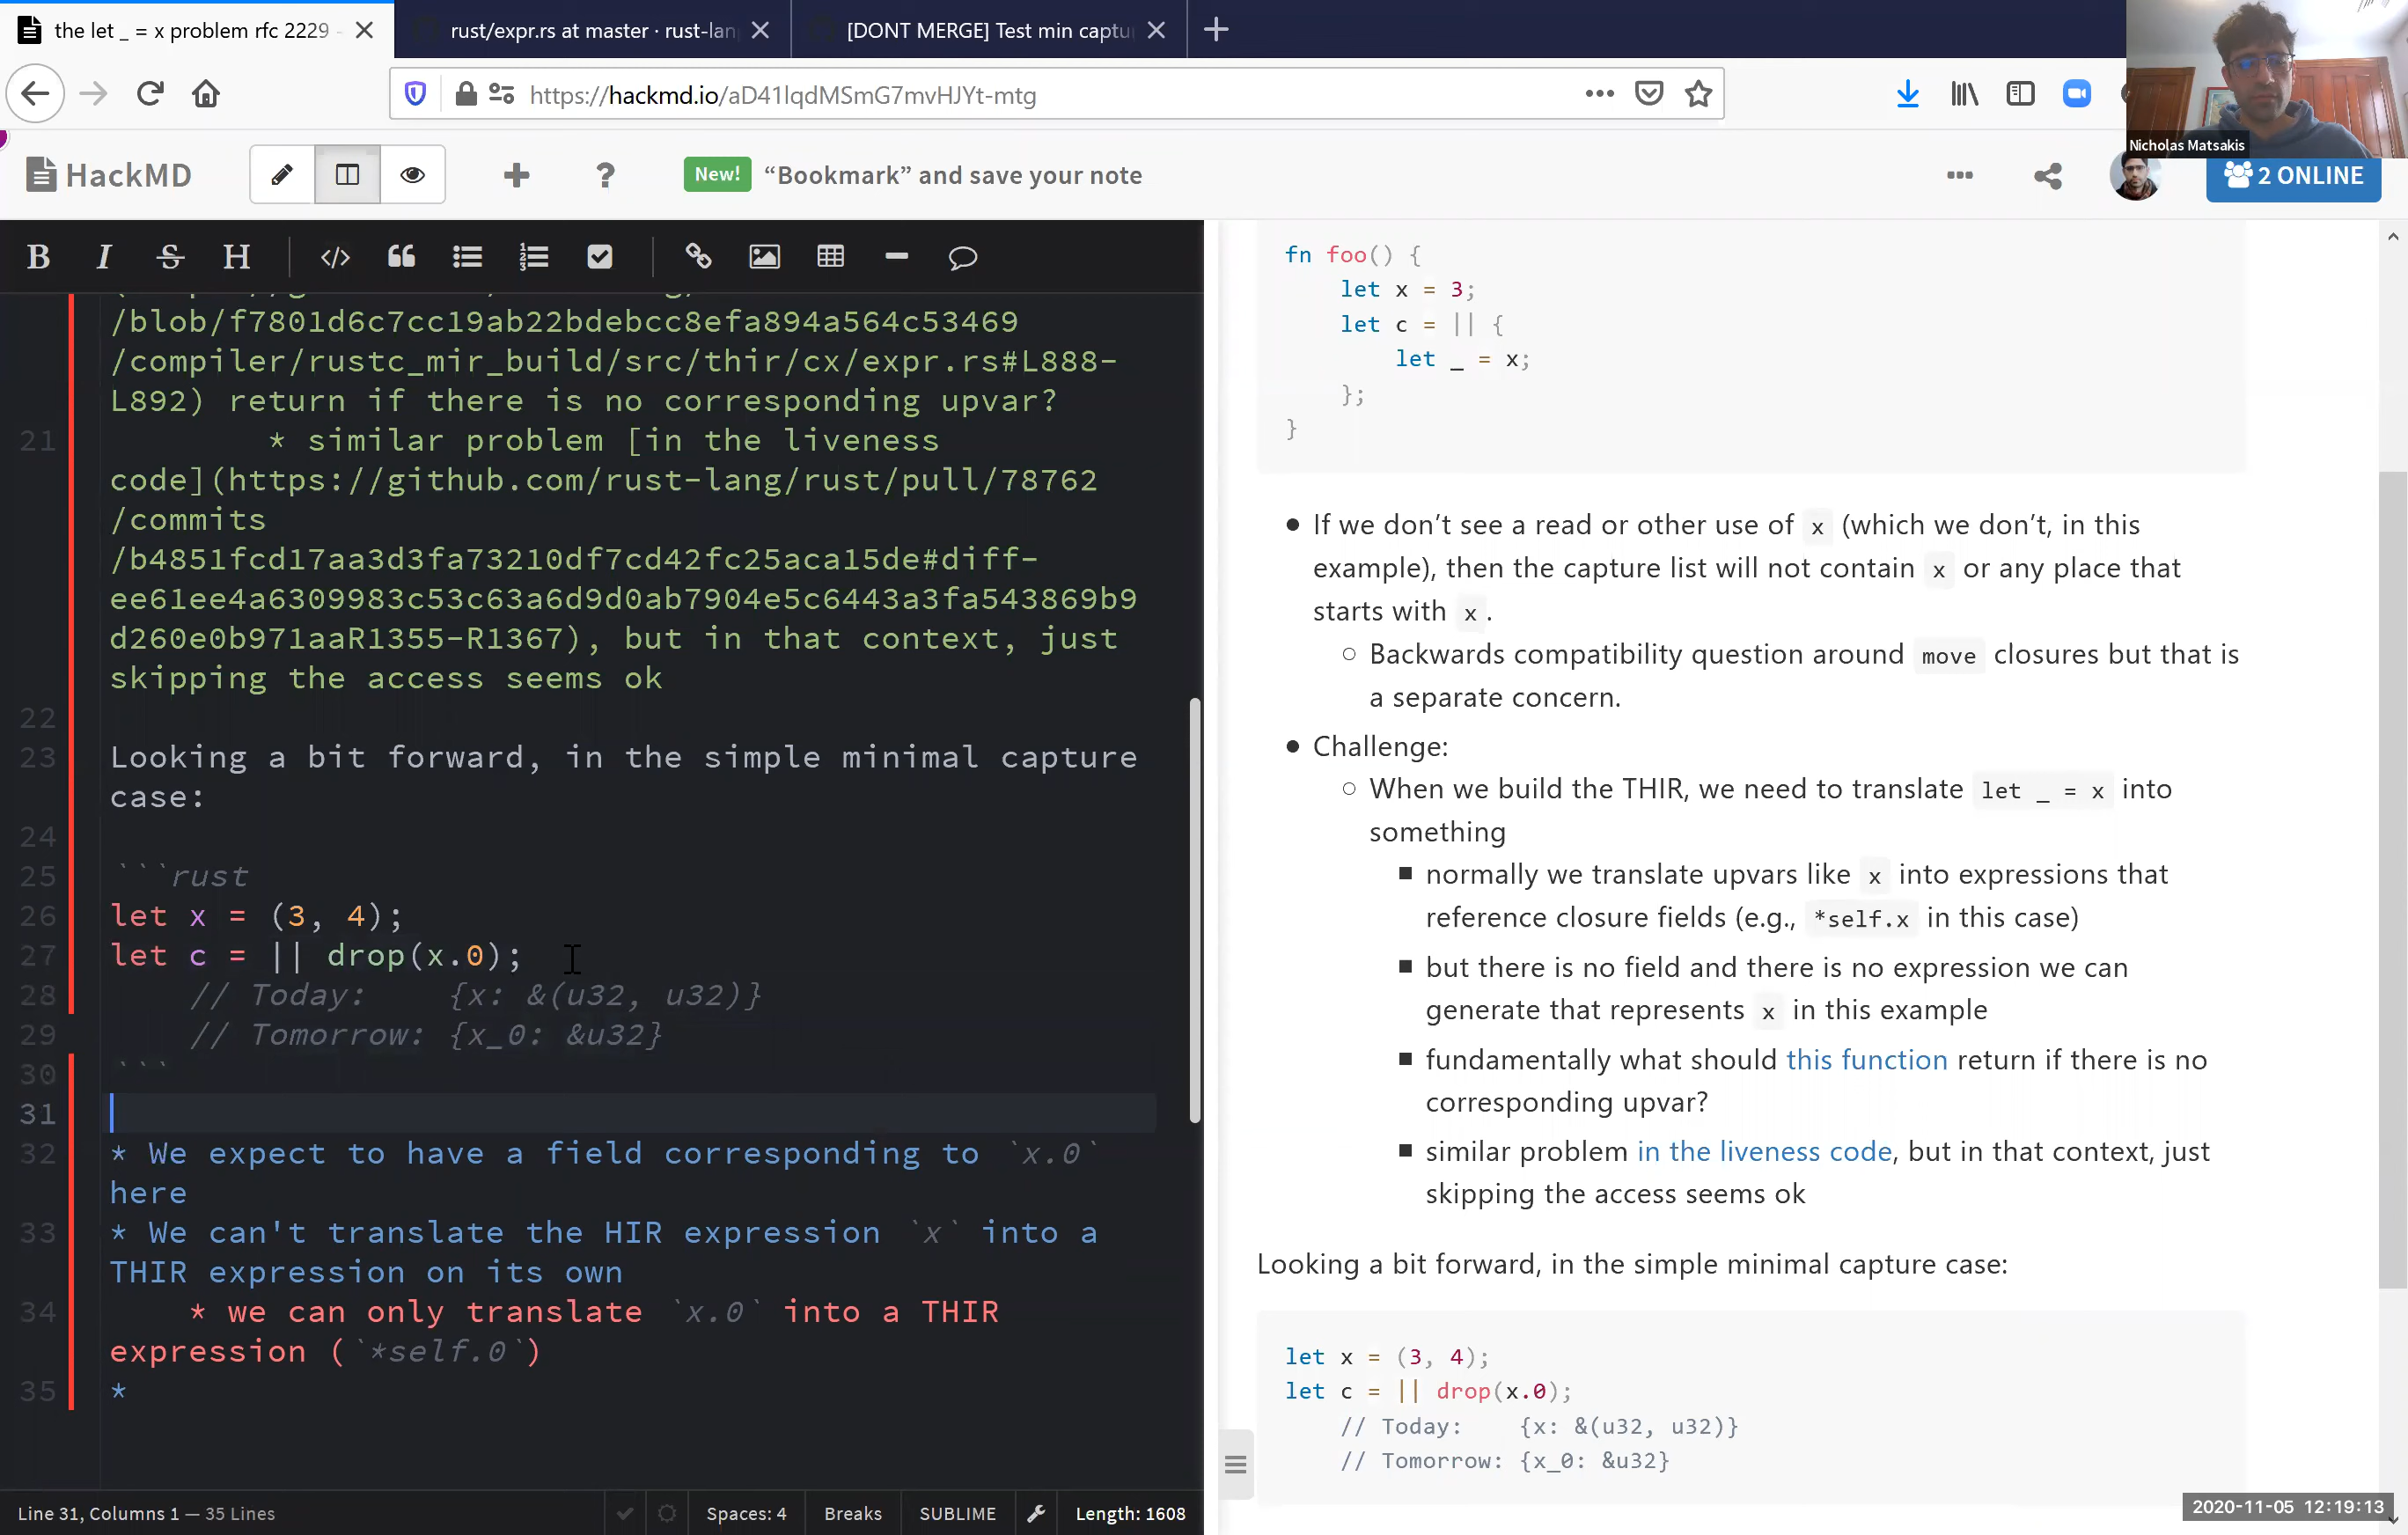 the let _ = x problem rfc 2229 -
rust/expr.rs at master · rust-lan
[DONT MERGE] Test min captu
https://hackmd.io/aD41lqdMSmG7mvHJYt-mtg
Nicholas Matsakis
HackMD
New! “Bookmark” and save your note
2 ONLINE
B I S H
/blob/f7801d6c7cc19ab22bdebcc8efa894a564c53469
/compiler/rustc_mir_build/src/thir/cx/expr.rs#L888-
L892) return if there is no corresponding upvar?
21 * similar problem [in the liveness
code](https://github.com/rust-lang/rust/pull/78762
/commits
/b4851fcd17aa3d3fa73210df7cd42fc25aca15de#diff-
ee61ee4a6309983c53c63a6d9d0ab7904e5c6443a3fa543869b9
d260e0b971aaR1355-R1367), but in that context, just
skipping the access seems ok
22
23 Looking a bit forward, in the simple minimal capture
case:
24
25 ```rust
26 let x = (3, 4);
27 let c = || drop(x.0);
28 // Today:    {x: &(u32, u32)}
29 // Tomorrow: {x_0: &u32}
30 ```
31
32 * We expect to have a field corresponding to `x.0`
here
33 * We can't translate the HIR expression `x` into a
THIR expression on its own
34 * we can only translate `x.0` into a THIR
expression (`*self.0`)
35 *
Line 31, Columns 1 — 35 Lines
Spaces: 4
Breaks
SUBLIME
Length: 1608
fn foo() {
let x = 3;
let c = || {
let _ = x;
};
}
If we don’t see a read or other use of x (which we don’t, in this
example), then the capture list will not contain x or any place that
starts with x .
Backwards compatibility question around move closures but that is
a separate concern.
Challenge:
When we build the THIR, we need to translate let _ = x into
something
normally we translate upvars like x into expressions that
reference closure fields (e.g., *self.x in this case)
but there is no field and there is no expression we can
generate that represents x in this example
fundamentally what should this function return if there is no
corresponding upvar?
similar problem in the liveness code, but in that context, just
skipping the access seems ok
Looking a bit forward, in the simple minimal capture case:
let x = (3, 4);
let c = || drop(x.0);
// Today:    {x: &(u32, u32)}
// Tomorrow: {x_0: &u32}
2020-11-05 12:19:13